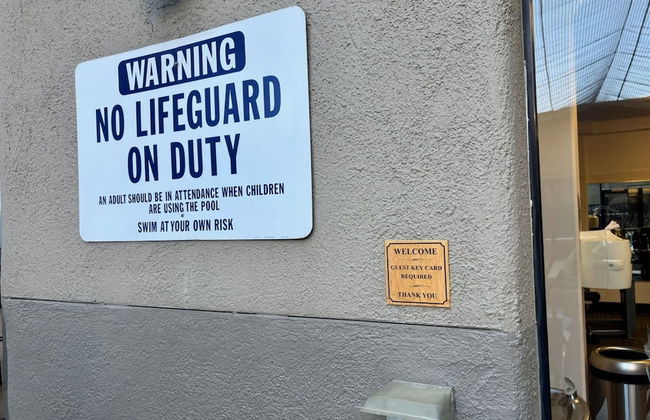 WARNING
NO LIFEGUARD
ON DUTY
AN ADULT SHOULD BE IN ATTENDANCE WHEN CHILDREN
ARE USING THE POOL
SWIM AT YOUR OWN RISK
WELCOME
GUEST KEY CARD
REQUIRED
THANK YOU